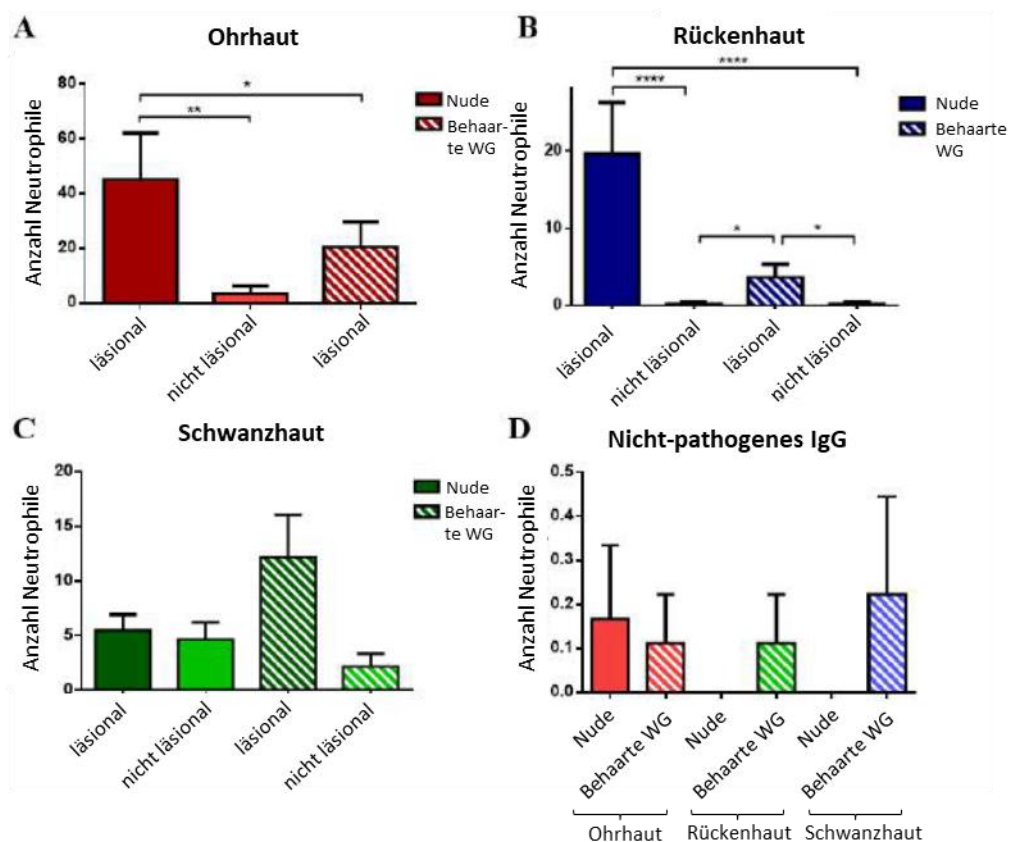 A
Ohrhaut
Anzahl Neutrophile
80
60
40
20
0
*
**
Nude
Behaar-
te WG
läsional
nicht läsional
läsional
B
Rückenhaut
Anzahl Neutrophile
20
10
0
****
****
*
*
Nude
Behaarte
WG
läsional
nicht läsional
läsional
nicht läsional
C
Schwanzhaut
Anzahl Neutrophile
20
15
10
5
0
Nude
Behaar-
te WG
läsional
nicht läsional
läsional
nicht läsional
D
Nicht-pathogenes IgG
Anzahl Neutrophile
0.5
0.4
0.3
0.2
0.1
0.0
Nude
Behaarte WG
Nude
Behaarte WG
Nude
Behaarte WG
Ohrhaut
Rückenhaut
Schwanzhaut